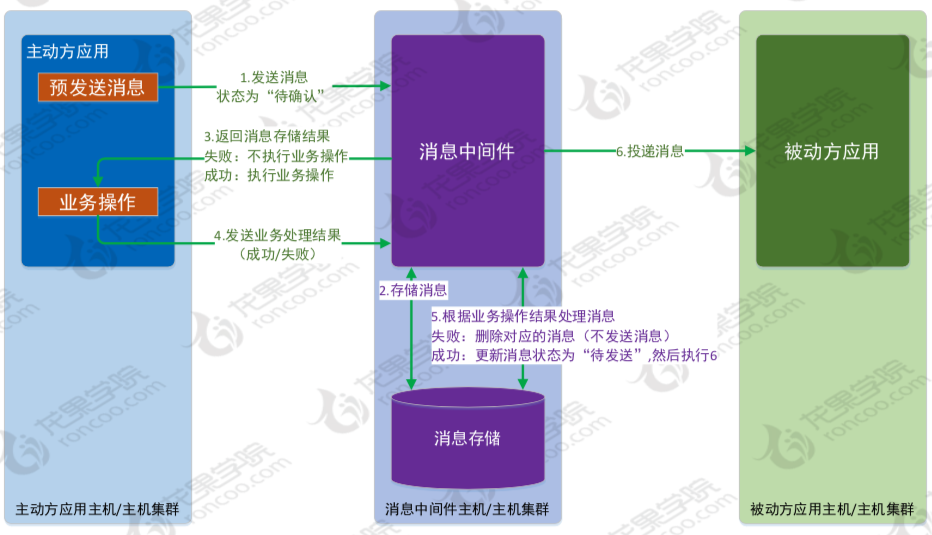 主动方应用
预发送消息
1.发送消息
状态为“待确认”
3.返回消息存储结果
失败：不执行业务操作
成功：执行业务操作
业务操作
4.发送业务处理结果
（成功/失败）
消息中间件
6.投递消息
被动方应用
2.存储消息
5.根据业务操作结果处理消息
失败：删除对应的消息（不发送消息）
成功：更新消息状态为“待发送”,然后执行6
消息存储
主动方应用主机/主机集群
消息中间件主机/主机集群
被动方应用主机/主机集群
龙果学院
roncoo.com